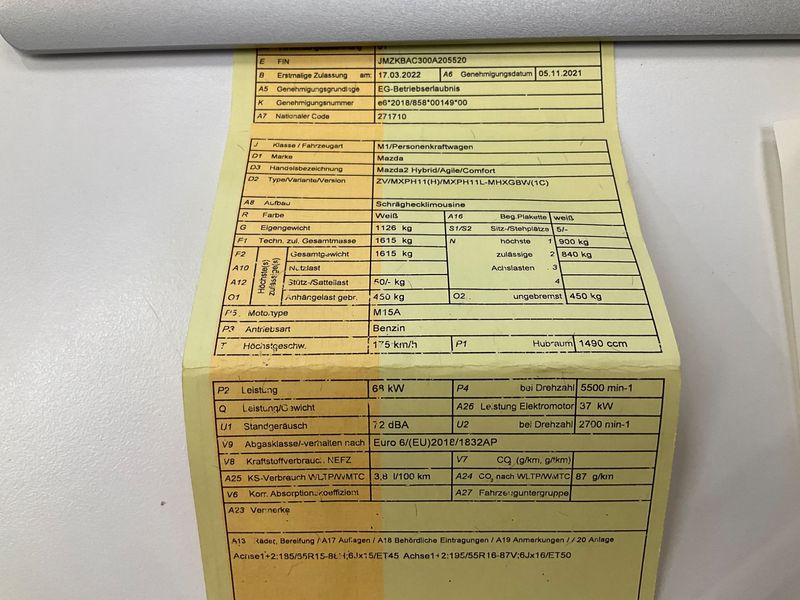 E FIN JMZKBAC300A205520
B Erstmalige Zulassung am: 17.03.2022 A6 Genehmigungsdatum 05.11.2021
A5 Genehmigungsgrundlage EG-Betriebserlaubnis
K Genehmigungsnummer e6*2018/858*00149*00
A7 Nationaler Code 271710
J Klasse / Fahrzeugart M1/Personenkraftwagen
D1 Marke Mazda
D3 Handelsbezeichnung Mazda2 Hybrid/Agile/Comfort
D2 Type/Variante/Version ZV/MXPH11(H)/MXPH11L-MHXGBW(1C)
A8 Aufbau Schräghecklimousine
R Farbe Weiß A16 Beg.Plakette weiß
G Eigengewicht 1126 kg S1/S2 Sitz-/Stehplätze 5/-
F1 Techn. zul. Gesamtmasse 1615 kg N höchste 1 900 kg
F2 Höchste(s) zulässige(s) Gesamtgewicht 1615 kg zulässige 2 840 kg
A10 Nutzlast kg Achslasten 3
A12 Stütz-/Sattellast 50/- kg 4
O1 Anhängelast gebr. 450 kg O2 ungebremst 450 kg
P5 Motortype M15A
P3 Antriebsart Benzin
T Höchstgeschw. 175 km/h P1 Hubraum 1490 ccm
P2 Leistung 68 kW P4 bei Drehzahl 5500 min-1
Q Leistung/Gewicht A26 Leistung Elektromotor 37 kW
U1 Standgeräusch 72 dBA U2 bei Drehzahl 2700 min-1
V9 Abgasklasse/-verhalten nach Euro 6/(EU)2018/1832AP
V8 Kraftstoffverbrauch NEFZ V7 CO2 (g/km, g/tkm)
A25 KS-Verbrauch WLTP/WMTC 3,8 l/100 km A24 CO2 nach WLTP/WMTC 87 g/km
V6 Korr. Absorptionskoeffizient A27 Fahrzeuguntergruppe
A23 Vermerke
A13 Räder, Bereifung / A17 Auflagen / A18 Behördliche Eintragungen / A19 Anmerkungen / / 20 Anlage
Achse1+2:185/65R15-88H;6Jx15/ET45 Achse1+2:195/55R16-87V;6Jx16/ET50